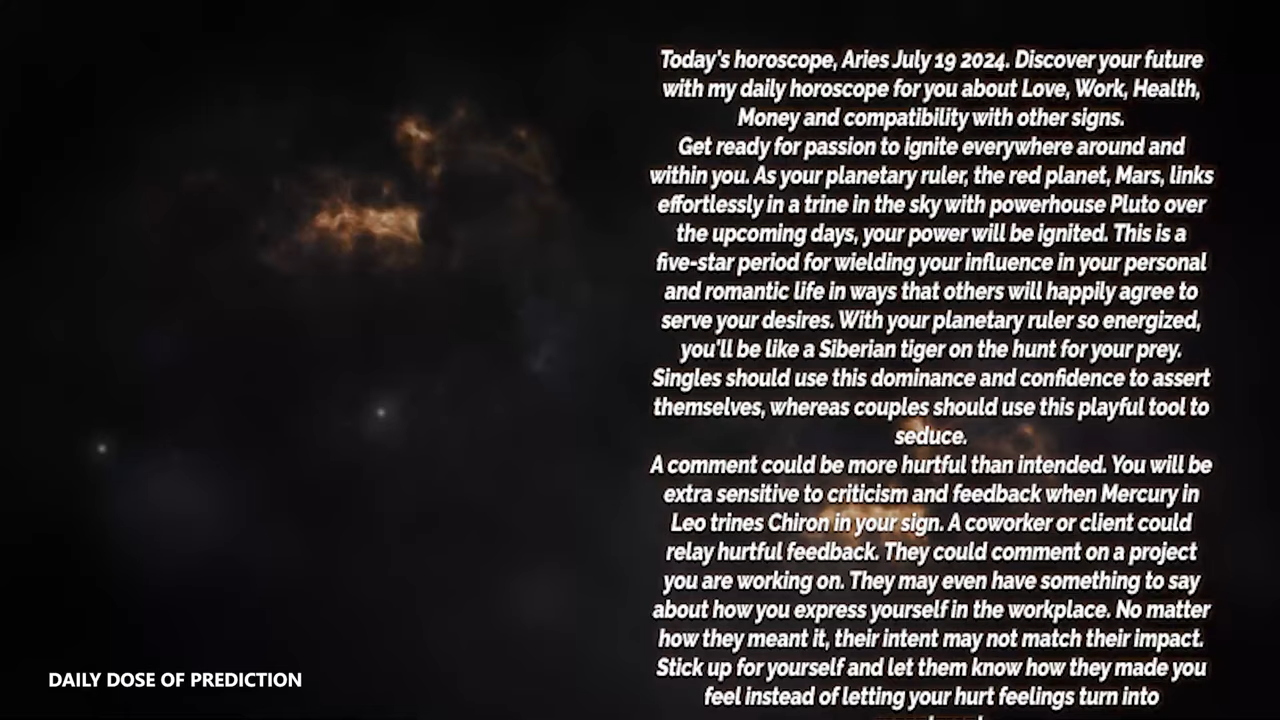 Today's horoscope, Aries July 19 2024. Discover your future
with my daily horoscope for you about Love, Work, Health,
Money and compatibility with other signs.
Get ready for passion to ignite everywhere around and
within you. As your planetary ruler, the red planet, Mars, links
effortlessly in a trine in the sky with powerhouse Pluto over
the upcoming days, your power will be ignited. This is a
five-star period for wielding your influence in your personal
and romantic life in ways that others will happily agree to
serve your desires. With your planetary ruler so energized,
you'll be like a Siberian tiger on the hunt for your prey.
Singles should use this dominance and confidence to assert
themselves, whereas couples should use this playful tool to
seduce.
A comment could be more hurtful than intended. You will be
extra sensitive to criticism and feedback when Mercury in
Leo trines Chiron in your sign. A coworker or client could
relay hurtful feedback. They could comment on a project
you are working on. They may even have something to say
about how you express yourself in the workplace. No matter
how they meant it, their intent may not match their impact.
Stick up for yourself and let them know how they made you
feel instead of letting your hurt feelings turn into
DAILY DOSE OF PREDICTION